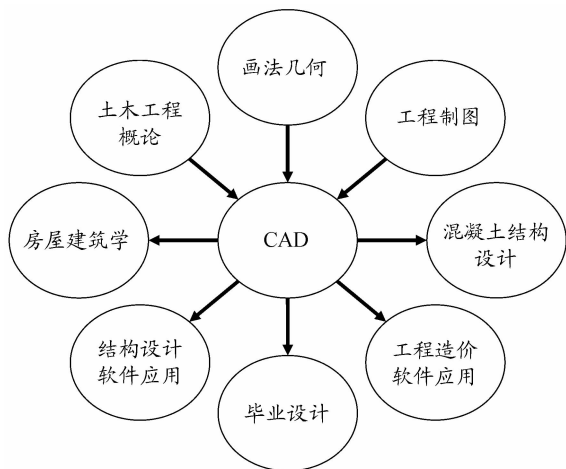 画法几何
土木工程
概论
工程制图
房屋建筑学
CAD
混凝土结构
设计
结构设计
软件应用
工程造价
软件应用
毕业设计